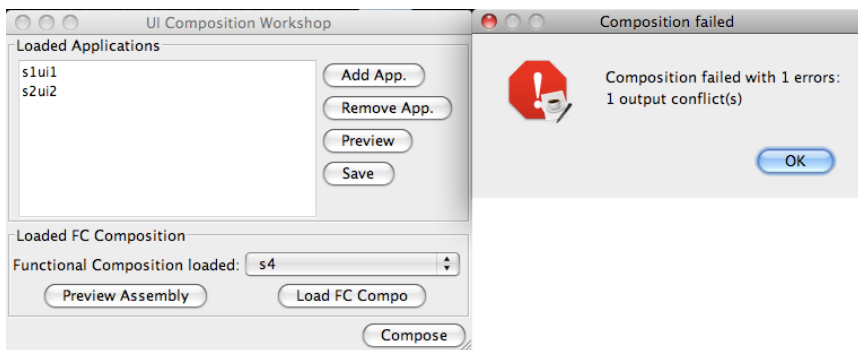 UI Composition Workshop
Loaded Applications
s1ui1
s2ui2
Add App.
Remove App.
Preview
Save
Loaded FC Composition
Functional Composition loaded: s4
Preview Assembly
Load FC Compo
Compose
Composition failed
Composition failed with 1 errors:
1 output conflict(s)
OK